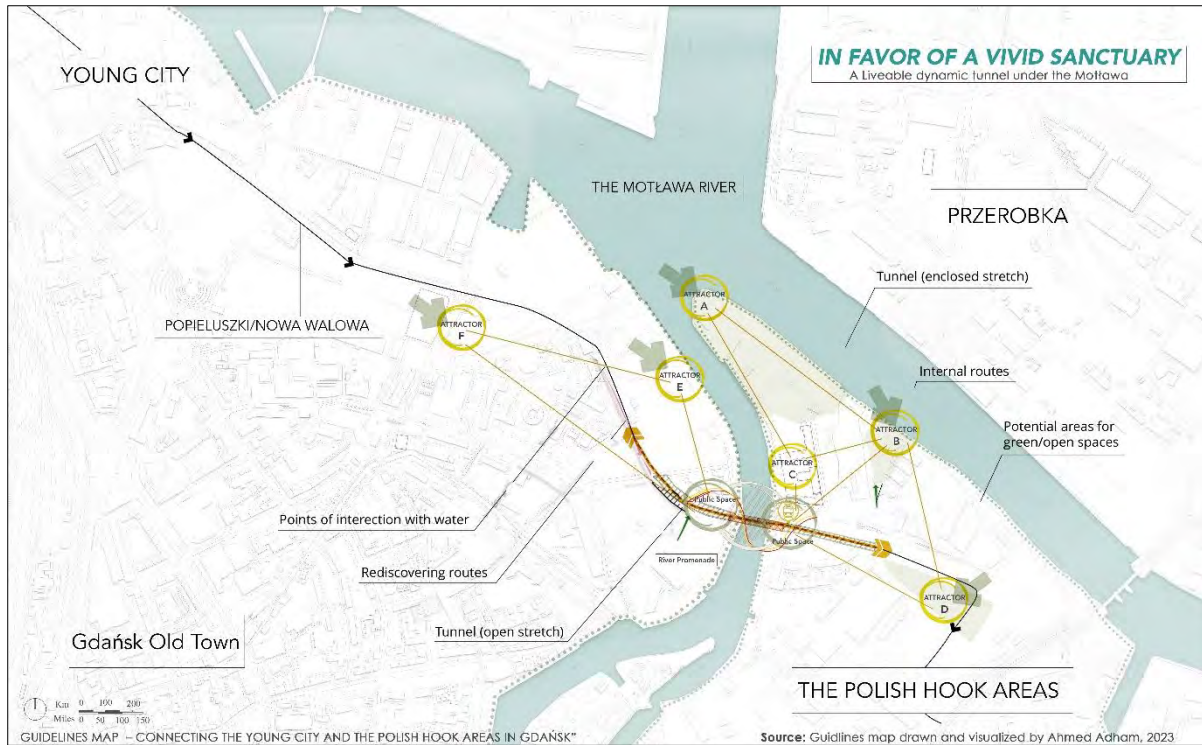 YOUNG CITY
IN FAVOR OF A VIVID SANCTUARY
A Liveable dynamic tunnel under the Motława
THE MOTŁAWA RIVER
PRZEROBKA
Tunnel (enclosed stretch)
ATTRACTOR
A
POPIELUSZKI/NOWA WALOWA
ATTRACTOR
F
ATTRACTOR
E
Internal routes
ATTRACTOR
B
Potential areas for
green/open spaces
ATTRACTOR
C
Public Space
Public Space
Points of interection with water
River Promenade
Rediscovering routes
ATTRACTOR
D
Tunnel (open stretch)
Gdańsk Old Town
THE POLISH HOOK AREAS
Km 0 100 200
Miles 0 50 100 150
GUIDELINES MAP – CONNECTING THE YOUNG CITY AND THE POLISH HOOK AREAS IN GDAŃSK"
Source: Guidlines map drawn and visualized by Ahmed Adham, 2023